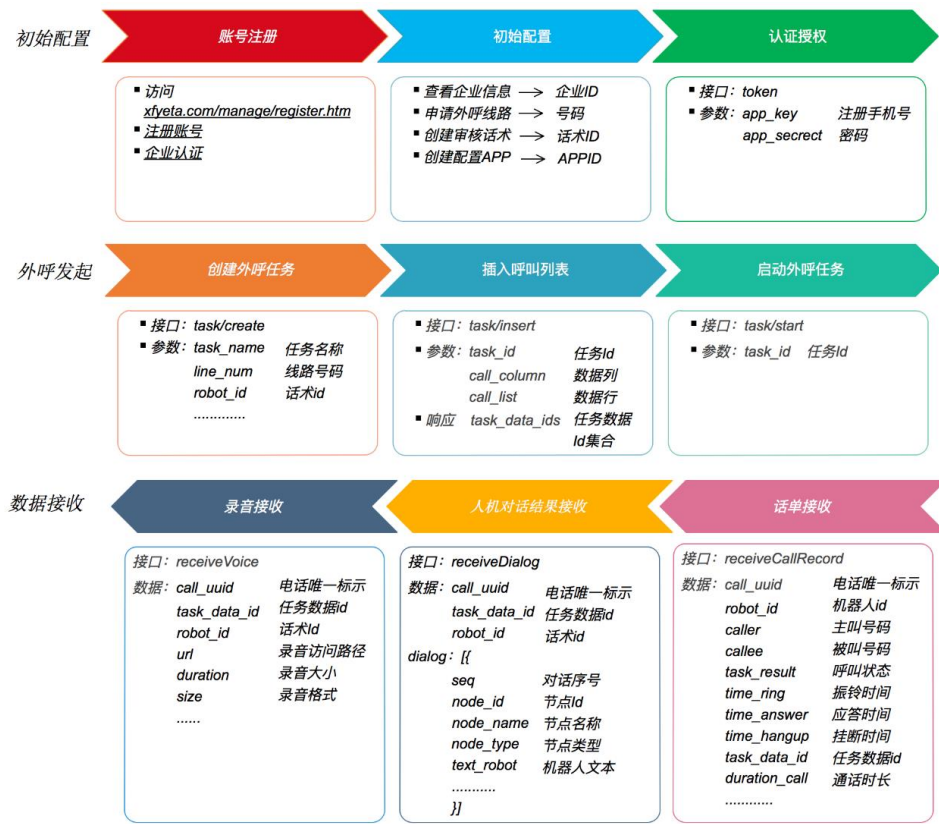 初始配置
账号注册
初始配置
认证授权
▪ 访问
xfyeta.com/manage/register.htm
▪ 注册账号
▪ 企业认证
▪ 查看企业信息 → 企业ID
▪ 申请外呼线路 → 号码
▪ 创建审核话术 → 话术ID
▪ 创建配置APP → APPID
▪ 接口：token
▪ 参数：app_key 注册手机号
app_secrect 密码
外呼发起
创建外呼任务
插入呼叫列表
启动外呼任务
▪ 接口：task/create
▪ 参数：task_name 任务名称
line_num 线路号码
robot_id 话术id
.............
▪ 接口：task/insert
▪ 参数：task_id 任务Id
call_column 数据列
call_list 数据行
▪ 响应 task_data_ids 任务数据
Id集合
▪ 接口：task/start
▪ 参数：task_id 任务Id
数据接收
录音接收
人机对话结果接收
话单接收
接口：receiveVoice
数据：call_uuid 电话唯一标示
task_data_id 任务数据id
robot_id 话术Id
url 录音访问路径
duration 录音大小
size 录音格式
......
接口：receiveDialog
数据：call_uuid 电话唯一标示
task_data_id 任务数据id
robot_id 话术id
dialog：[{
seq 对话序号
node_id 节点Id
node_name 节点名称
node_type 节点类型
text_robot 机器人文本
...........
}]
接口：receiveCallRecord
数据：call_uuid 电话唯一标示
robot_id 机器人id
caller 主叫号码
callee 被叫号码
task_result 呼叫状态
time_ring 振铃时间
time_answer 应答时间
time_hangup 挂断时间
task_data_id 任务数据id
duration_call 通话时长
............